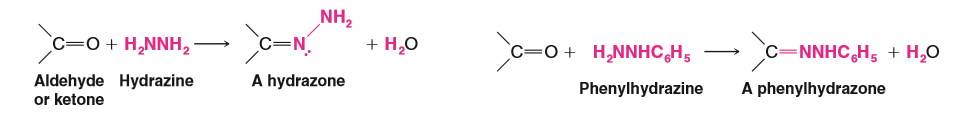 C=O + H₂NNH₂ → C=N: NH₂ + H₂O
Aldehyde or ketone Hydrazine A hydrazone
C=O + H₂NNHC₆H₅ → C=NNHC₆H₅ + H₂O
Phenylhydrazine A phenylhydrazone